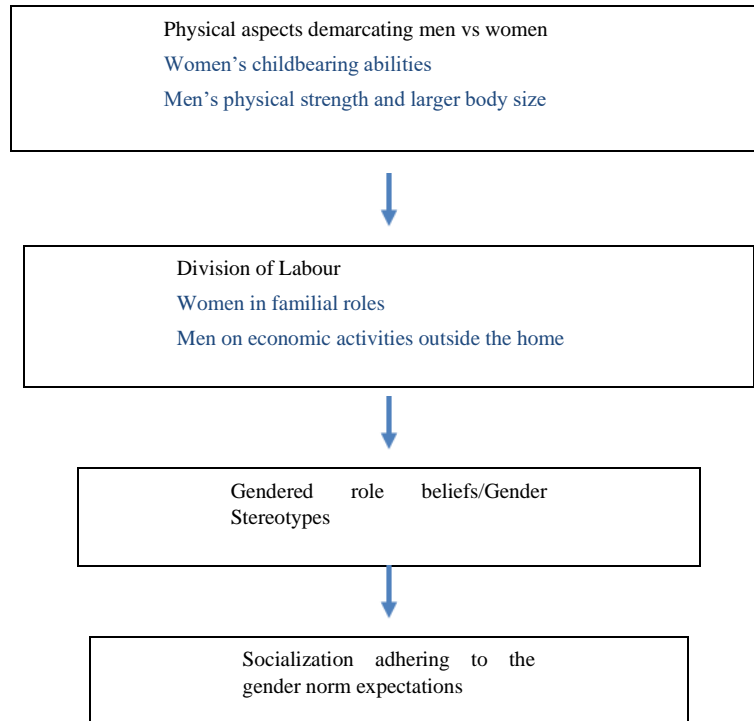 Physical aspects demarcating men vs women
Women’s childbearing abilities
Men’s physical strength and larger body size
Division of Labour
Women in familial roles
Men on economic activities outside the home
Gendered role beliefs/Gender
Stereotypes
Socialization adhering to the
gender norm expectations